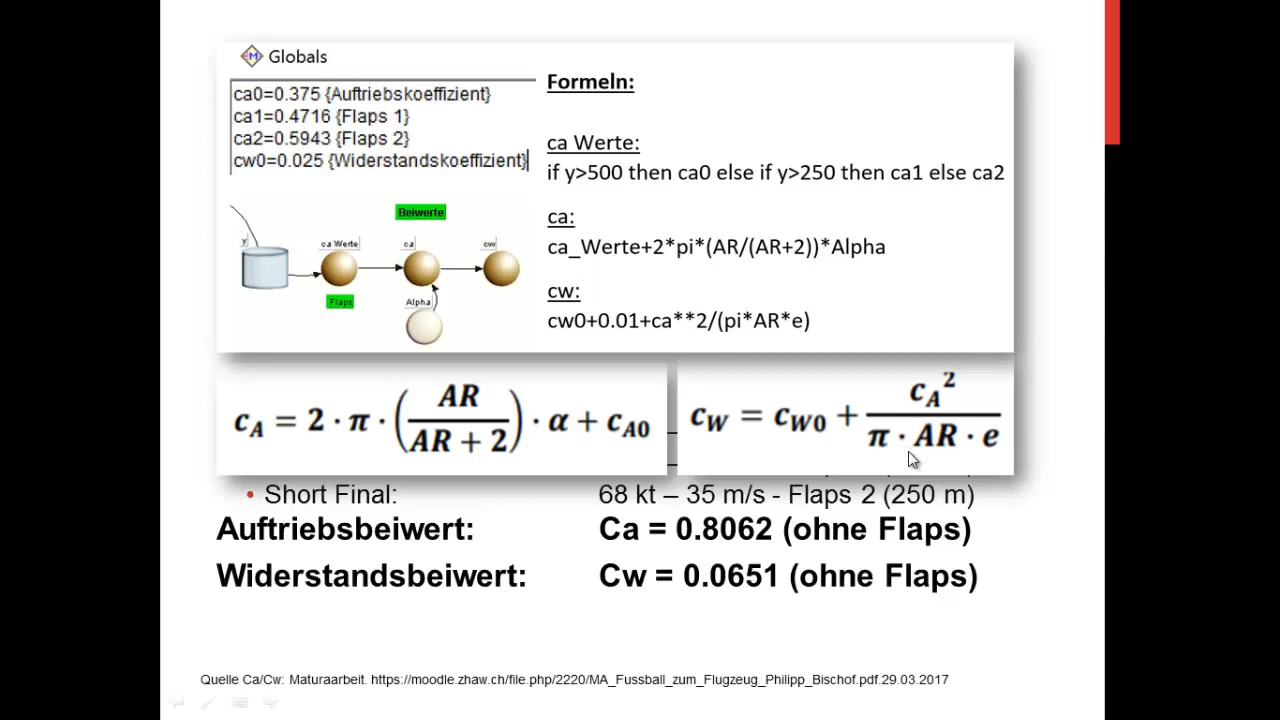 Globals
ca0=0.375 {Auftriebskoeffizient}
ca1=0.4716 {Flaps 1}
ca2=0.5943 {Flaps 2}
cw0=0.025 {Widerstandskoeffizient}
Beiwerte
y
ca Werte
ca
cw
Flaps
Alpha
Formeln:
ca Werte:
if y>500 then ca0 else if y>250 then ca1 else ca2
ca:
ca_Werte+2*pi*(AR/(AR+2))*Alpha
cw:
cw0+0.01+ca**2/(pi*AR*e)
c_A = 2 · π · (AR / (AR + 2)) · α + c_A0
c_W = c_W0 + c_A² / (π · AR · e)
• Short Final: 68 kt – 35 m/s - Flaps 2 (250 m)
Auftriebsbeiwert: Ca = 0.8062 (ohne Flaps)
Widerstandsbeiwert: Cw = 0.0651 (ohne Flaps)
Quelle Ca/Cw: Maturaarbeit. https://moodle.zhaw.ch/file.php/2220/MA_Fussball_zum_Flugzeug_Philipp_Bischof.pdf.29.03.2017